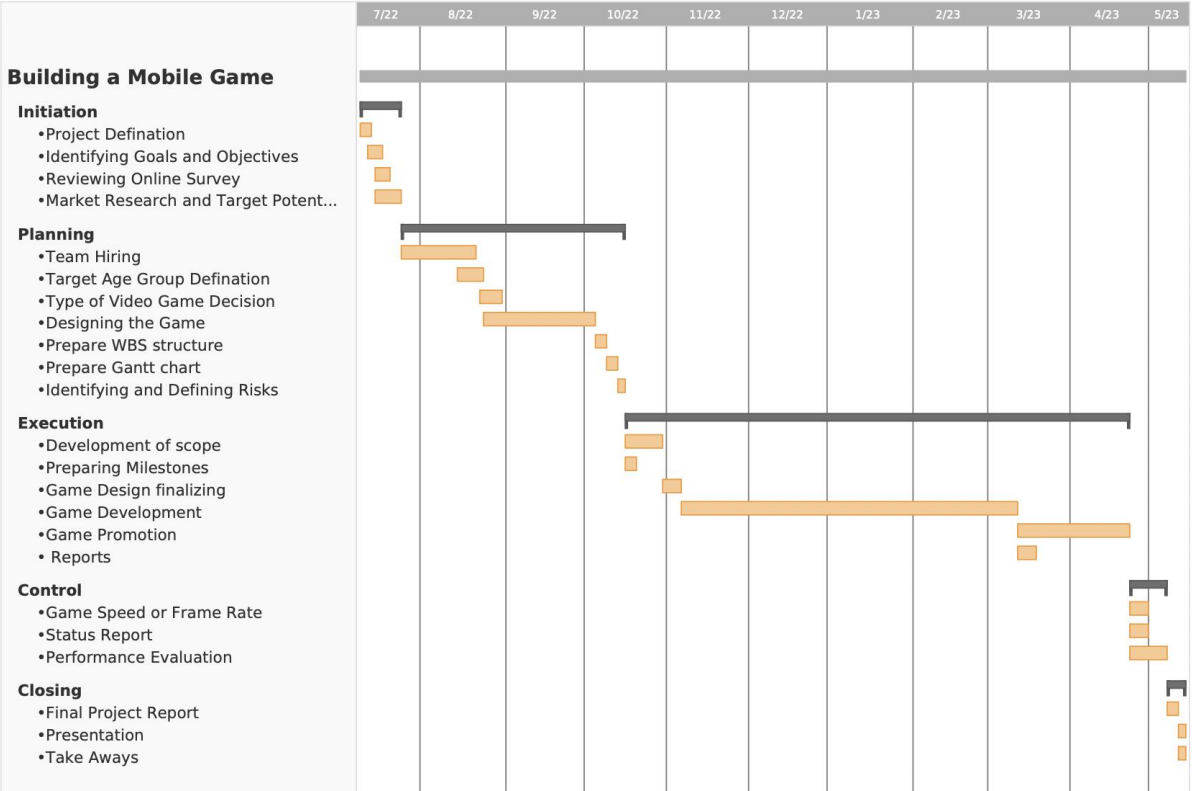 7/22 8/22 9/22 10/22 11/22 12/22 1/23 2/23 3/23 4/23 5/23
Building a Mobile Game
Initiation
•Project Defination
•Identifying Goals and Objectives
•Reviewing Online Survey
•Market Research and Target Potent...
Planning
•Team Hiring
•Target Age Group Defination
•Type of Video Game Decision
•Designing the Game
•Prepare WBS structure
•Prepare Gantt chart
•Identifying and Defining Risks
Execution
•Development of scope
•Preparing Milestones
•Game Design finalizing
•Game Development
•Game Promotion
• Reports
Control
•Game Speed or Frame Rate
•Status Report
•Performance Evaluation
Closing
•Final Project Report
•Presentation
•Take Aways